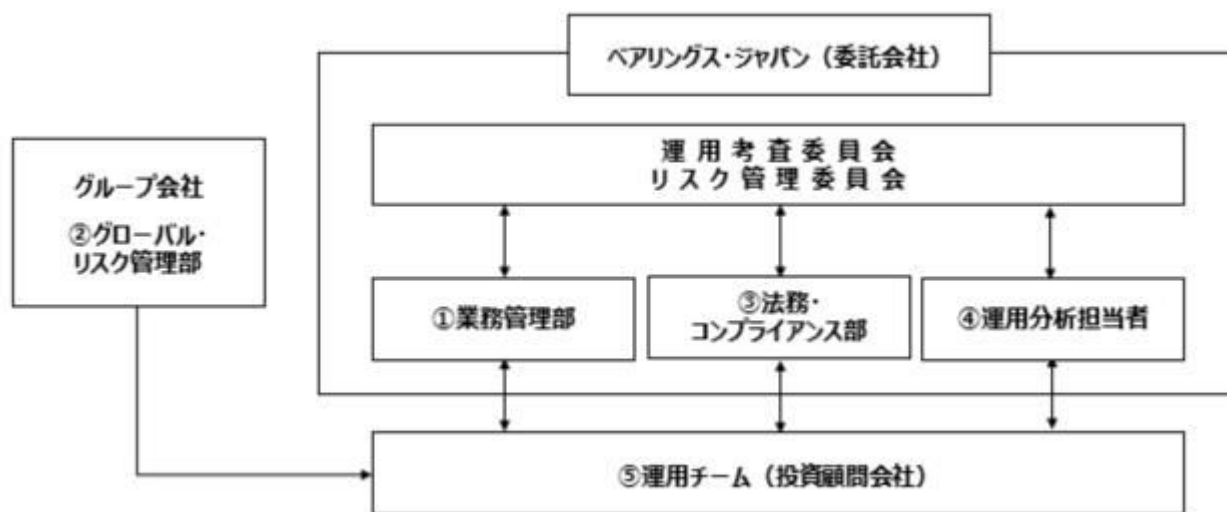 ベアリングス・ジャパン（委託会社）
運用考査委員会
リスク管理委員会
グループ会社
②グローバル・
リスク管理部
①業務管理部
③法務・
コンプライアンス部
④運用分析担当者
⑤運用チーム（投資顧問会社）